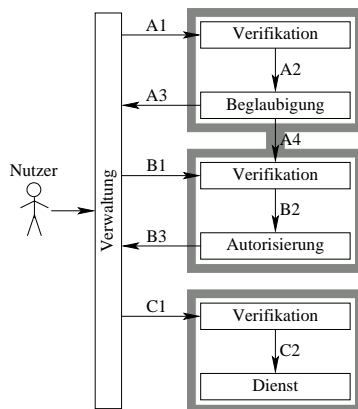 A1
Verifikation
A2
A3
Beglaubigung
A4
Nutzer
Verwaltung
B1
Verifikation
B2
B3
Autorisierung
C1
Verifikation
C2
Dienst